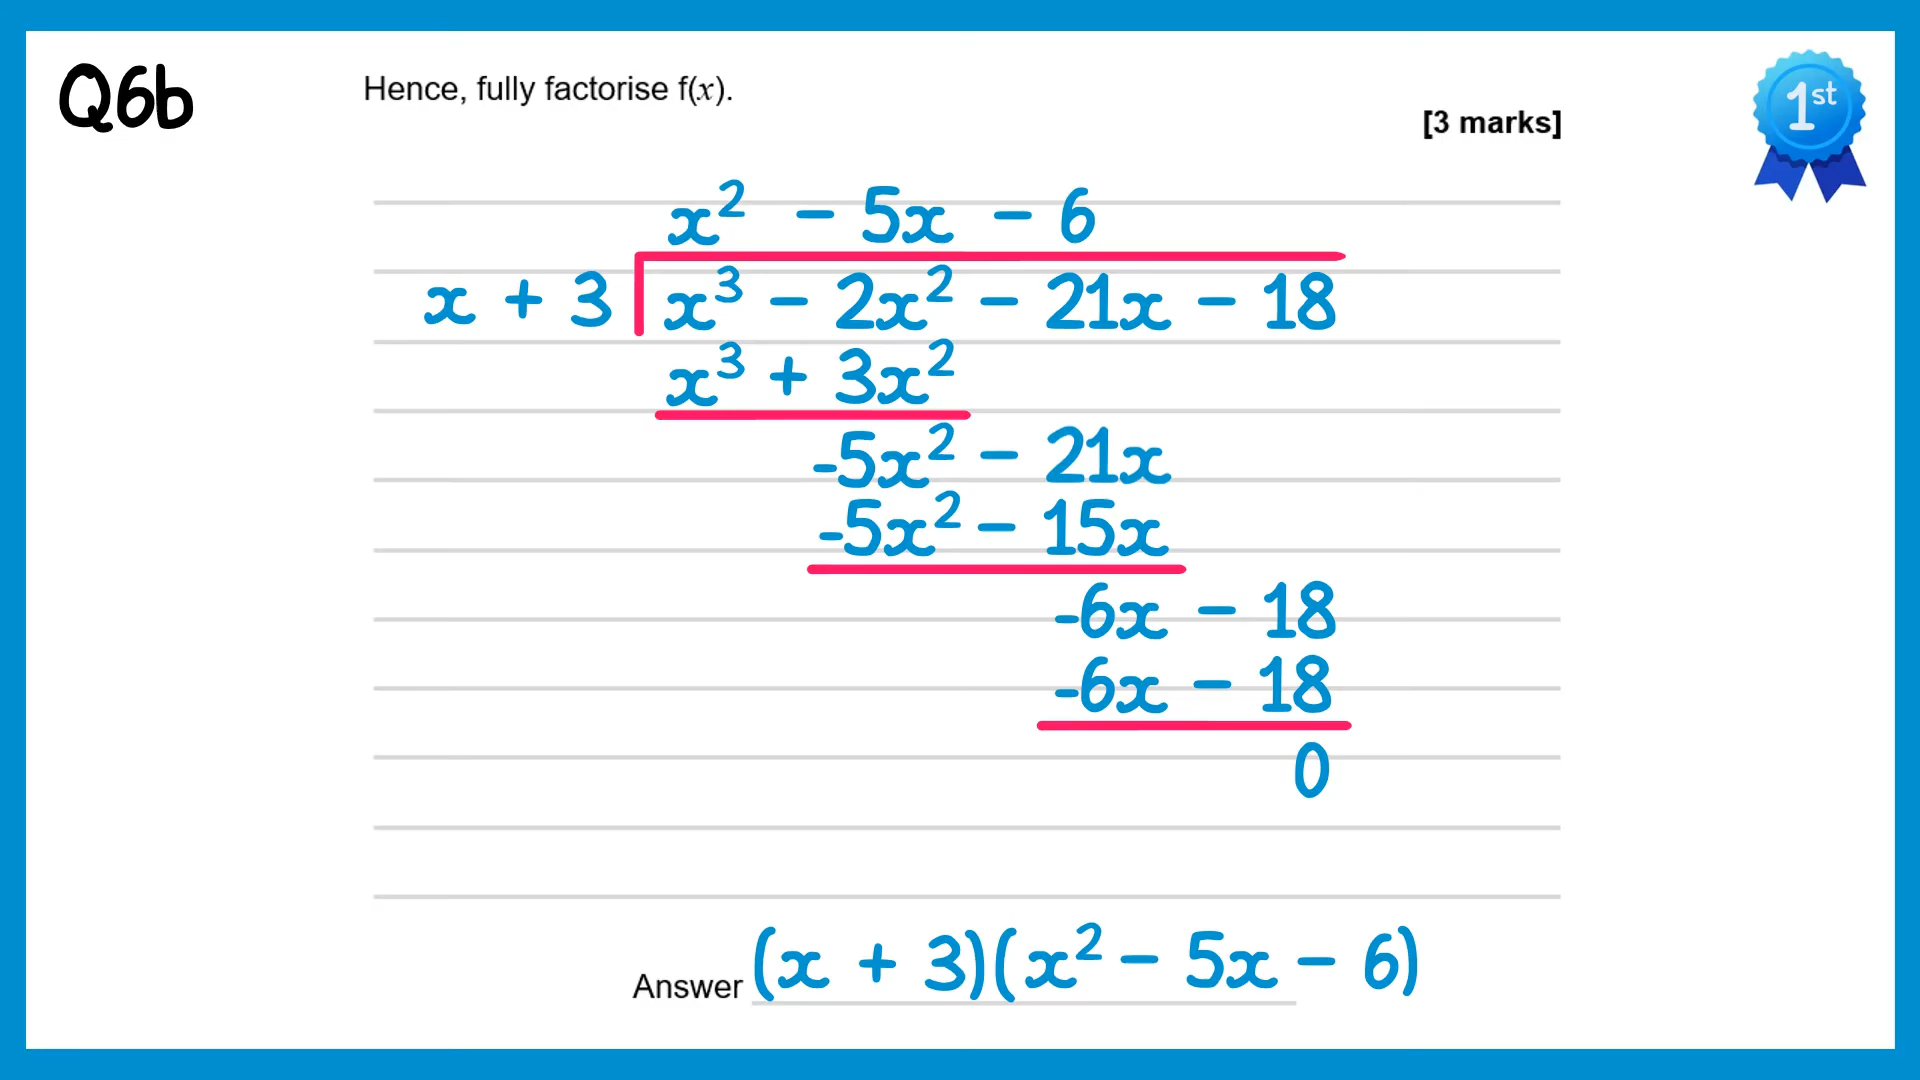 Q6b
Hence, fully factorise f(x).
[3 marks]
1st
x² - 5x - 6
x + 3 x³ - 2x² - 21x - 18
x³ + 3x²
-5x² - 21x
-5x² - 15x
-6x - 18
-6x - 18
0
Answer (x + 3)(x² - 5x - 6)